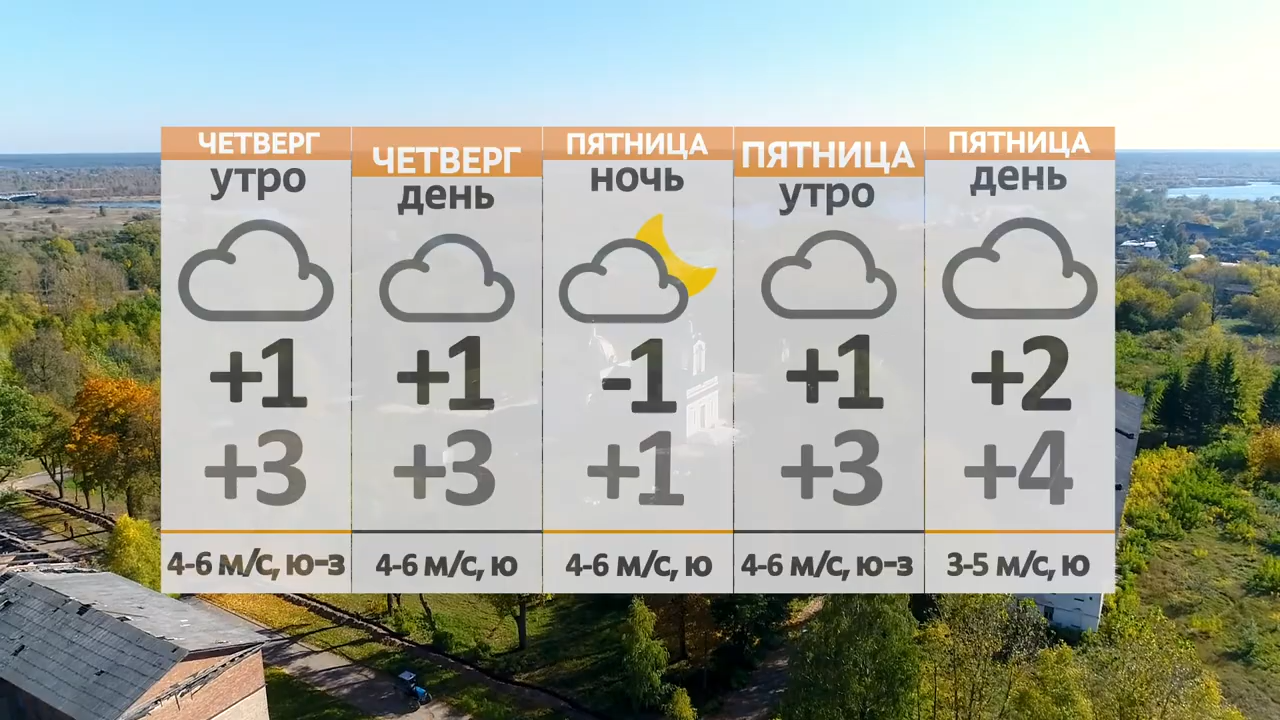 ЧЕТВЕРГ
утро
+1
+3
4-6 м/с, ю-з
ЧЕТВЕРГ
день
+1
+3
4-6 м/с, ю
ПЯТНИЦА
ночь
-1
+1
4-6 м/с, ю
ПЯТНИЦА
утро
+1
+3
4-6 м/с, ю-з
ПЯТНИЦА
день
+2
+4
3-5 м/с, ю